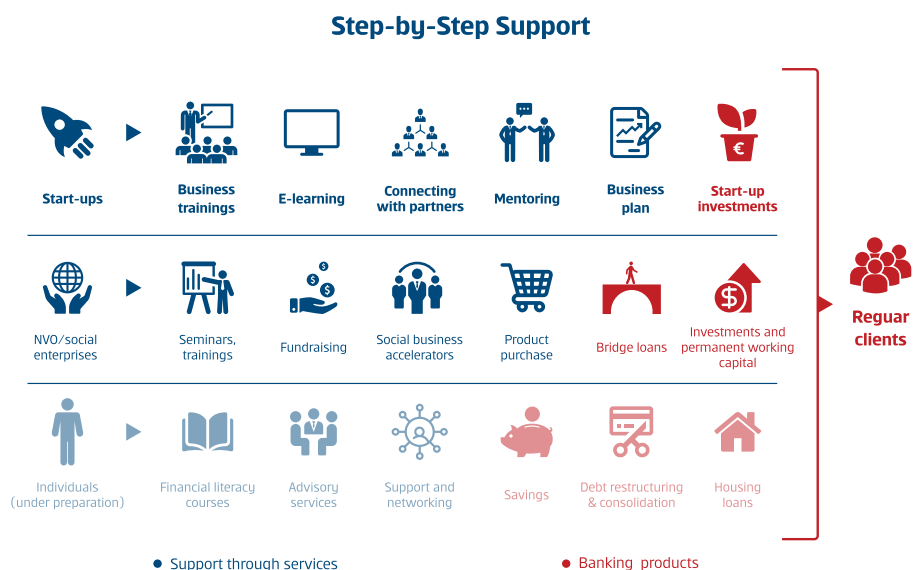 Step-by-Step Support
Start-ups
Business
trainings
E-learning
Connecting
with partners
Mentoring
Business
plan
€
Start-up
investments
NVO/social
enterprises
Seminars,
trainings
$
$
$
Fundraising
Social business
accelerators
Product
purchase
Bridge loans
$
Investments and
permanent working
capital
Reguar
clients
Individuals
(under preparation)
Financial literacy
courses
Advisory
services
Support and
networking
Savings
Debt restructuring
& consolidation
Housing
loans
Support through services
Banking products